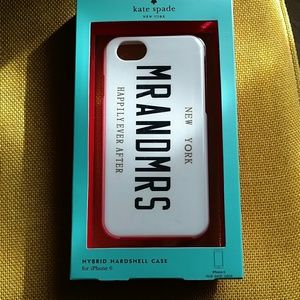 kate spade
NEW YORK
NEW YORK
MRANDMRS
HAPPILY EVER AFTER
HYBRID HARDSHELL CASE
for iPhone 6